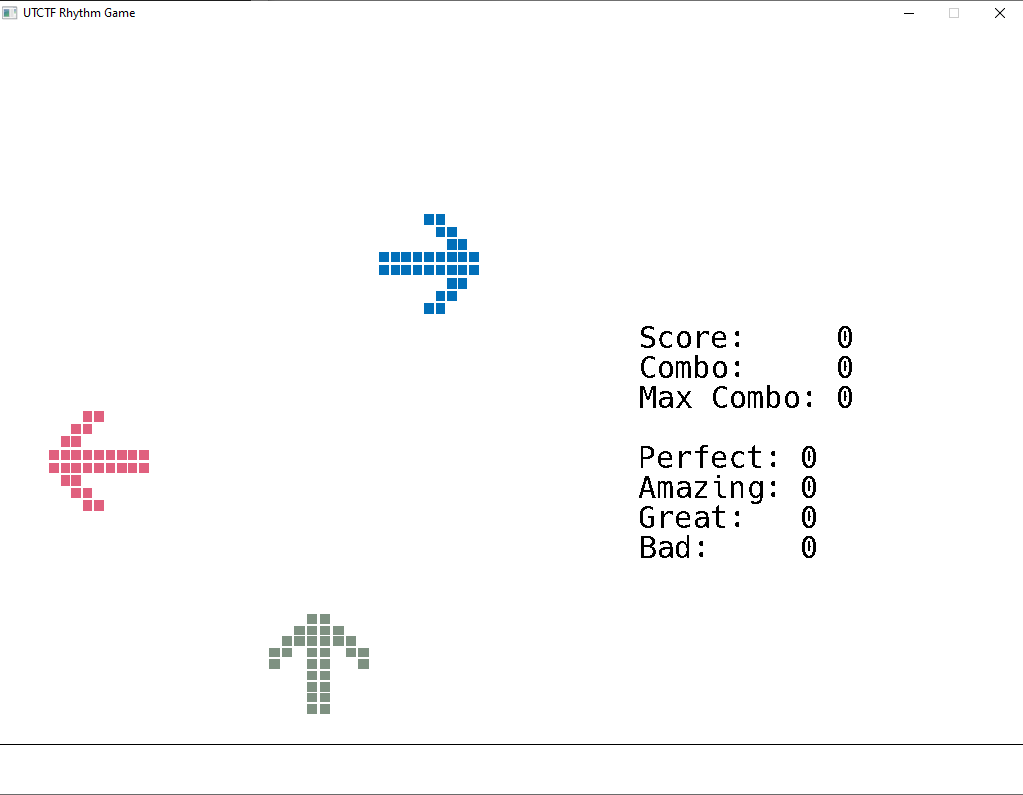 UTCTF Rhythm Game
Score: 0
Combo: 0
Max Combo: 0
Perfect: 0
Amazing: 0
Great: 0
Bad: 0